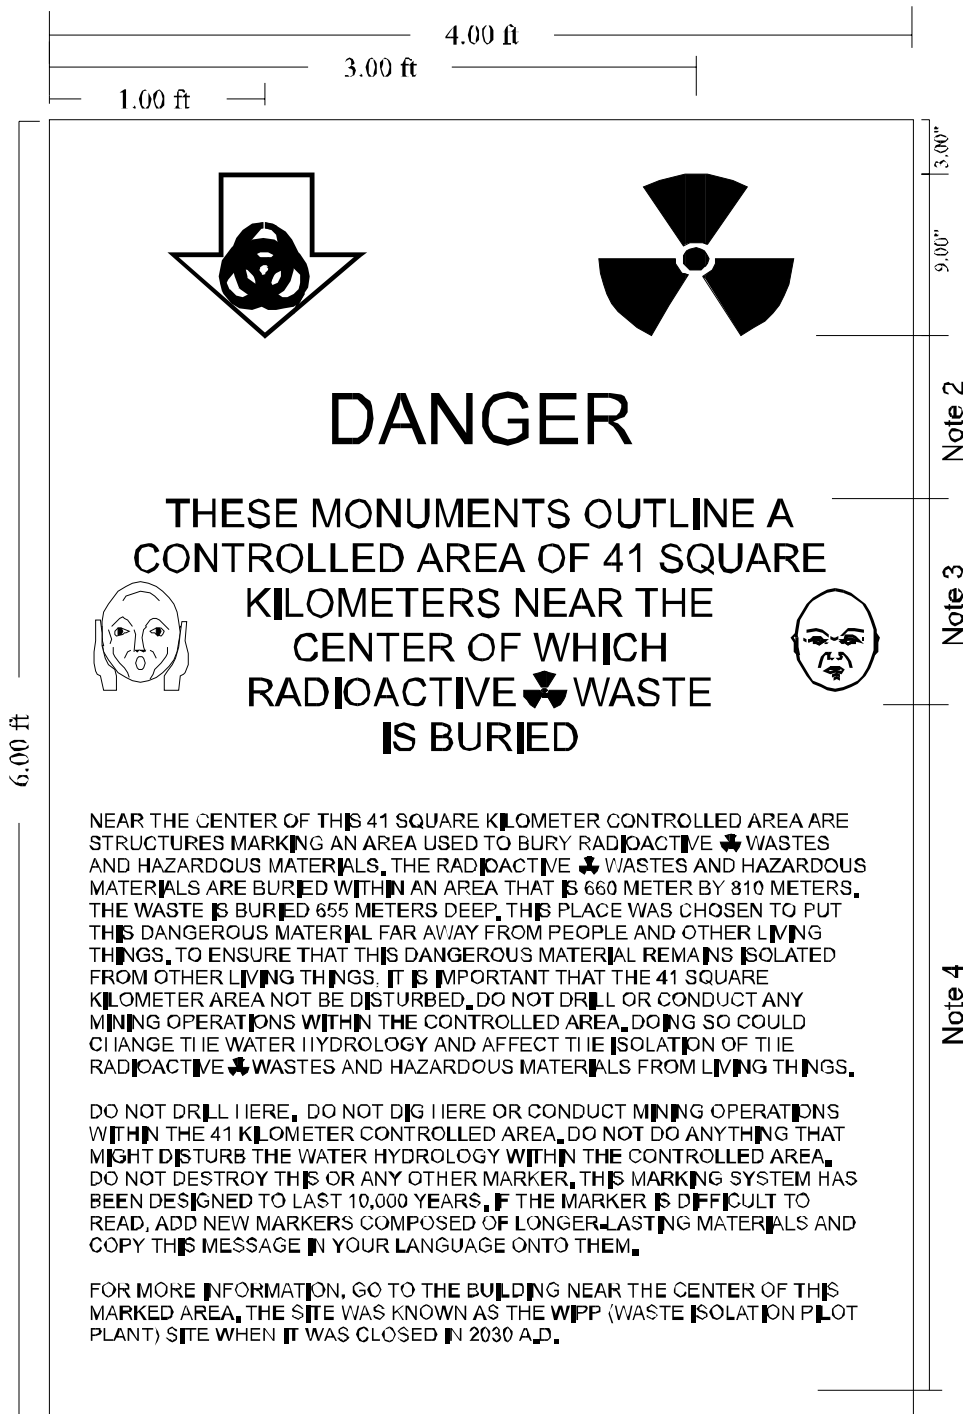 4.00 ft
3.00 ft
1.00 ft
3.00"
9.00"
DANGER
Note 2
THESE MONUMENTS OUTLINE A
CONTROLLED AREA OF 41 SQUARE
KILOMETERS NEAR THE
CENTER OF WHICH
RADIOACTIVE WASTE
IS BURIED
Note 3
6.00 ft
NEAR THE CENTER OF THIS 41 SQUARE KILOMETER CONTROLLED AREA ARE
STRUCTURES MARKING AN AREA USED TO BURY RADIOACTIVE WASTES
AND HAZARDOUS MATERIALS. THE RADIOACTIVE WASTES AND HAZARDOUS
MATERIALS ARE BURIED WITHIN AN AREA THAT IS 660 METER BY 810 METERS.
THE WASTE IS BURIED 655 METERS DEEP. THIS PLACE WAS CHOSEN TO PUT
THIS DANGEROUS MATERIAL FAR AWAY FROM PEOPLE AND OTHER LIVING
THINGS. TO ENSURE THAT THIS DANGEROUS MATERIAL REMAINS ISOLATED
FROM OTHER LIVING THINGS, IT IS IMPORTANT THAT THE 41 SQUARE
KILOMETER AREA NOT BE DISTURBED. DO NOT DRILL OR CONDUCT ANY
MINING OPERATIONS WITHIN THE CONTROLLED AREA. DOING SO COULD
CHANGE THE WATER HYDROLOGY AND AFFECT THE ISOLATION OF THE
RADIOACTIVE WASTES AND HAZARDOUS MATERIALS FROM LIVING THINGS.
Note 4
DO NOT DRILL HERE. DO NOT DIG HERE OR CONDUCT MINING OPERATIONS
WITHIN THE 41 KILOMETER CONTROLLED AREA. DO NOT DO ANYTHING THAT
MIGHT DISTURB THE WATER HYDROLOGY WITHIN THE CONTROLLED AREA.
DO NOT DESTROY THIS OR ANY OTHER MARKER. THIS MARKING SYSTEM HAS
BEEN DESIGNED TO LAST 10,000 YEARS. IF THE MARKER IS DIFFICULT TO
READ, ADD NEW MARKERS COMPOSED OF LONGER-LASTING MATERIALS AND
COPY THIS MESSAGE IN YOUR LANGUAGE ONTO THEM.
FOR MORE INFORMATION, GO TO THE BUILDING NEAR THE CENTER OF THIS
MARKED AREA. THE SITE WAS KNOWN AS THE WIPP (WASTE ISOLATION PILOT
PLANT) SITE WHEN IT WAS CLOSED IN 2030 A.D.